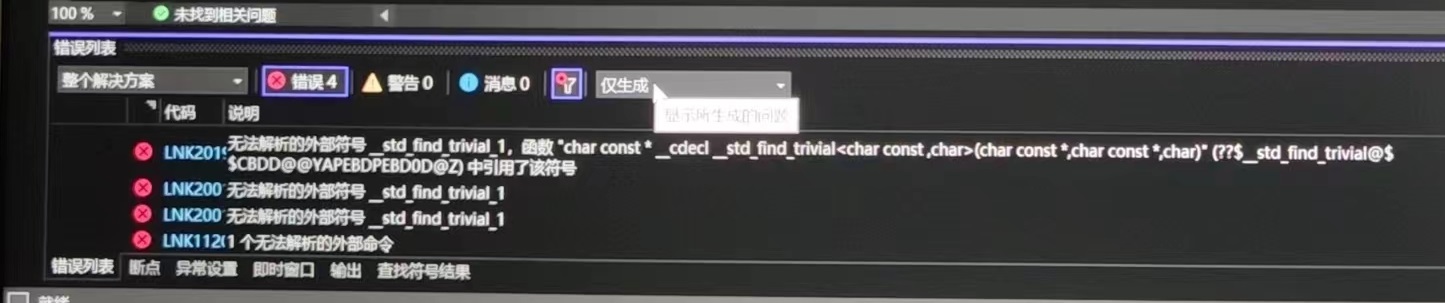 100 %
未找到相关问题
错误列表
整个解决方案
错误 4
警告 0
消息 0
仅生成
显示所生成的问题
代码
说明
LNK2019
无法解析的外部符号 __std_find_trivial_1，函数 "char const * __cdecl __std_find_trivial<char const ,char>(char const *,char const *,char)" (??$__std_find_trivial@$
$CBDD@@YAPEBDPEBD0D@Z) 中引用了该符号
LNK200
无法解析的外部符号 __std_find_trivial_1
LNK200
无法解析的外部符号 __std_find_trivial_1
LNK112
1 个无法解析的外部命令
错误列表
断点
异常设置
即时窗口
输出
查找符号结果
就绪